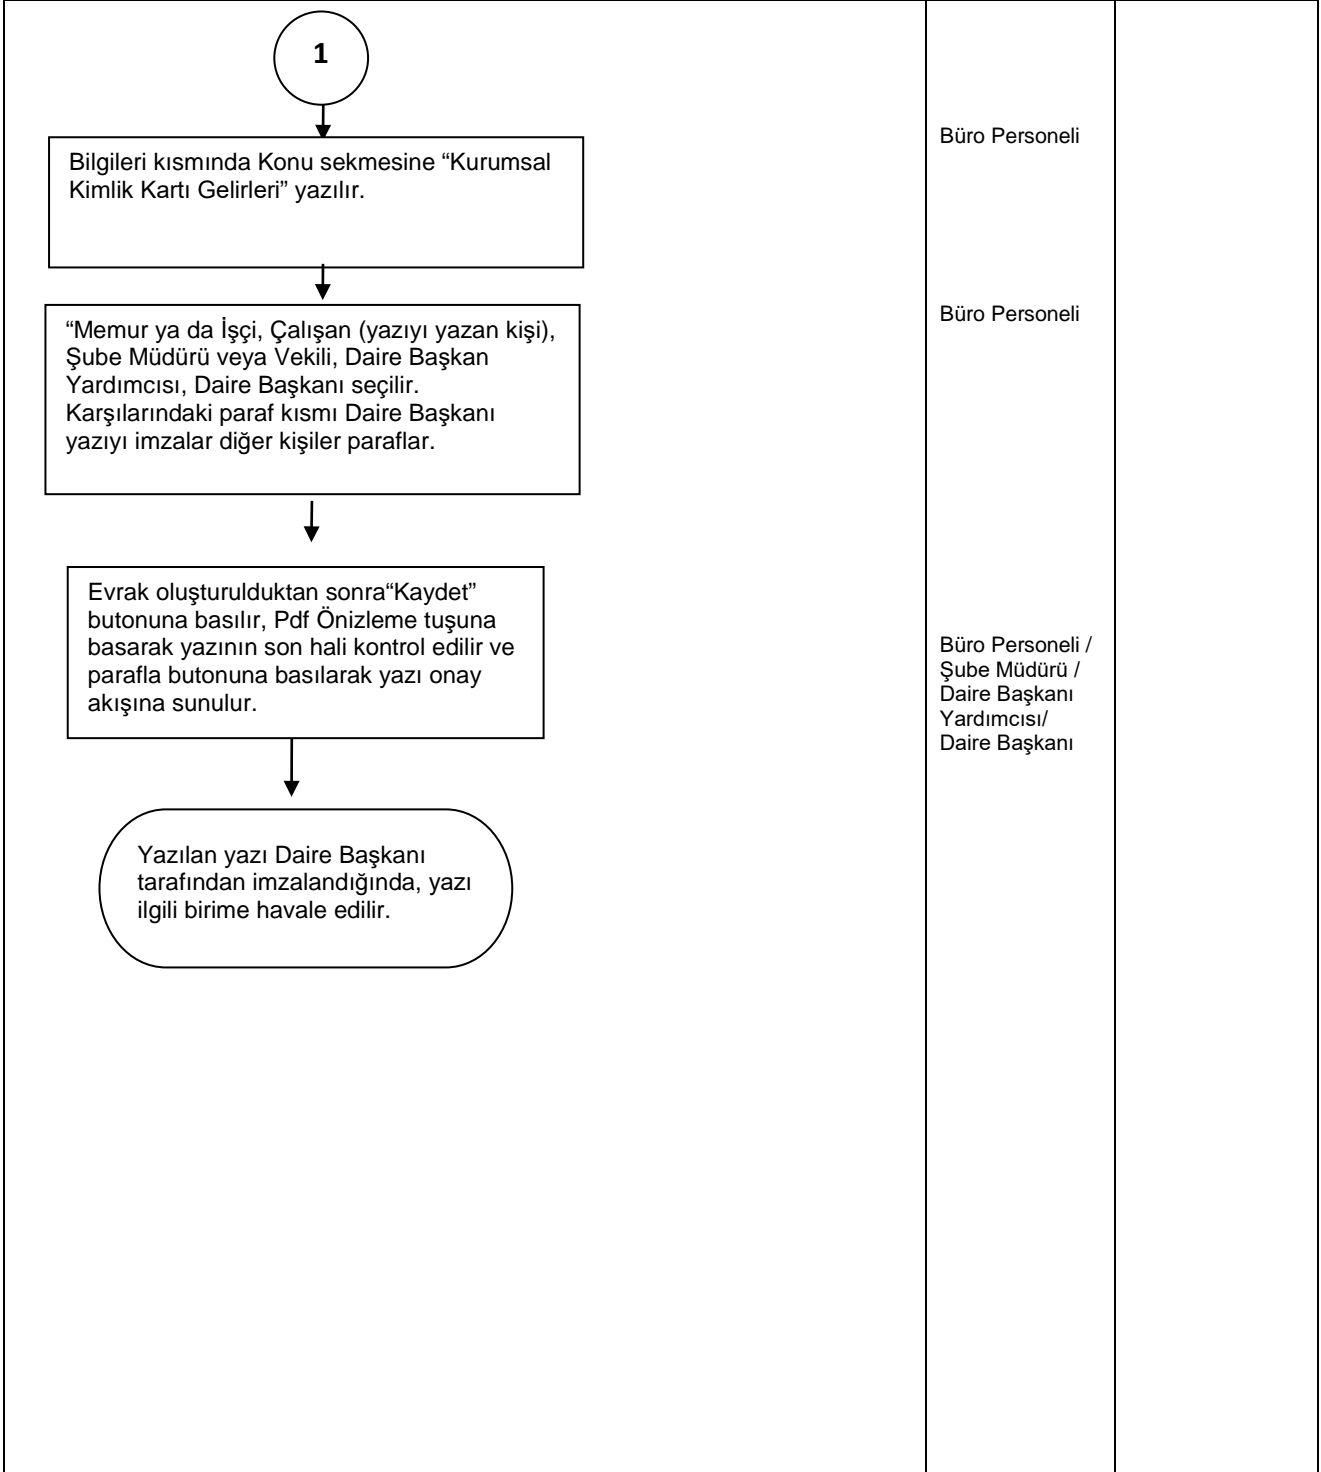 1
Büro Personeli
Bilgileri kısmında Konu sekmesine “Kurumsal
Kimlik Kartı Gelirleri” yazılır.
Büro Personeli
“Memur ya da İşçi, Çalışan (yazıyı yazan kişi),
Şube Müdürü veya Vekili, Daire Başkan
Yardımcısı, Daire Başkanı seçilir.
Karşılarındaki paraf kısmı Daire Başkanı
yazıyı imzalar diğer kişiler paraflar.
Evrak oluşturulduktan sonra“Kaydet”
butonuna basılır, Pdf Önizleme tuşuna
basarak yazının son hali kontrol edilir ve
parafla butonuna basılarak yazı onay
akışına sunulur.
Büro Personeli /
Şube Müdürü /
Daire Başkanı
Yardımcısı/
Daire Başkanı
Yazılan yazı Daire Başkanı
tarafından imzalandığında, yazı
ilgili birime havale edilir.